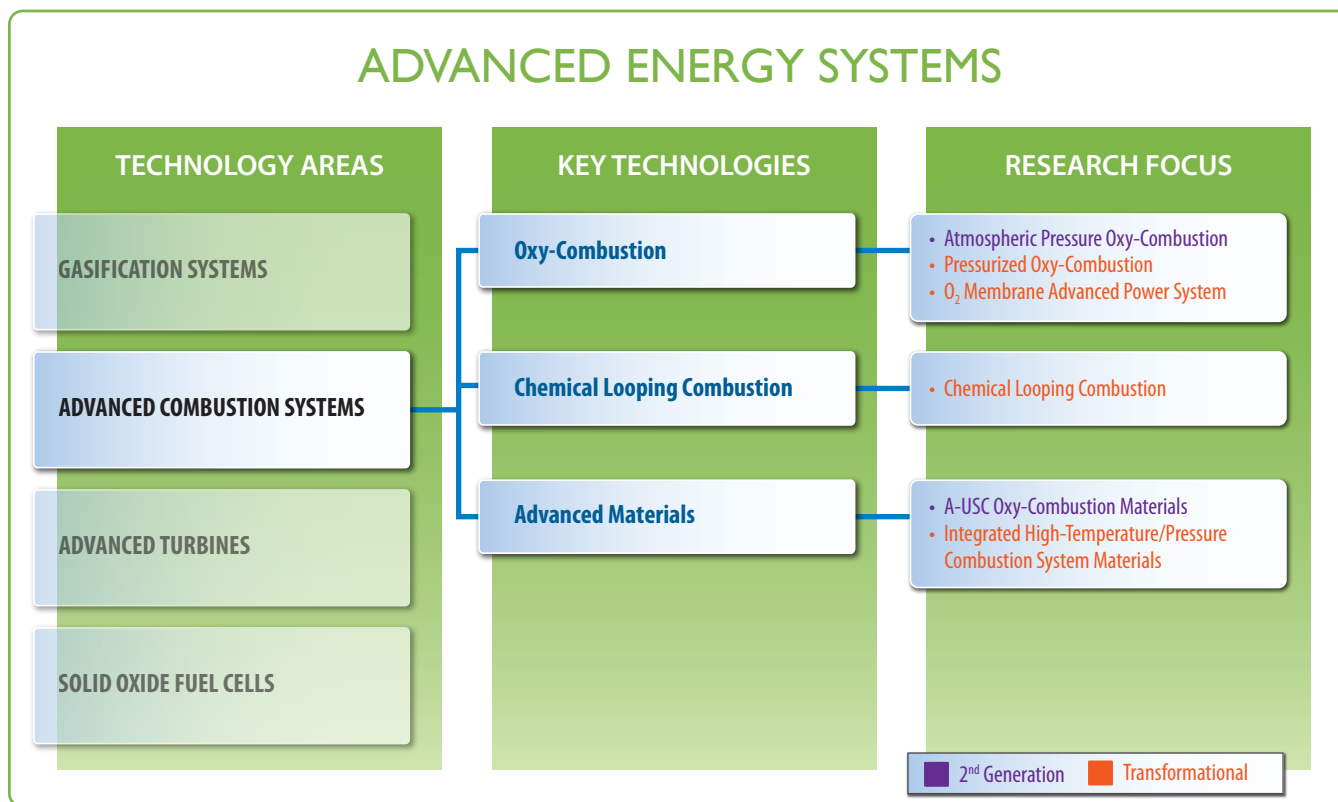 ADVANCED ENERGY SYSTEMS
TECHNOLOGY AREAS
GASIFICATION SYSTEMS
ADVANCED COMBUSTION SYSTEMS
ADVANCED TURBINES
SOLID OXIDE FUEL CELLS
KEY TECHNOLOGIES
Oxy-Combustion
Chemical Looping Combustion
Advanced Materials
RESEARCH FOCUS
• Atmospheric Pressure Oxy-Combustion
• Pressurized Oxy-Combustion
• O₂ Membrane Advanced Power System
• Chemical Looping Combustion
• A-USC Oxy-Combustion Materials
• Integrated High-Temperature/Pressure
Combustion System Materials
2nd Generation
Transformational